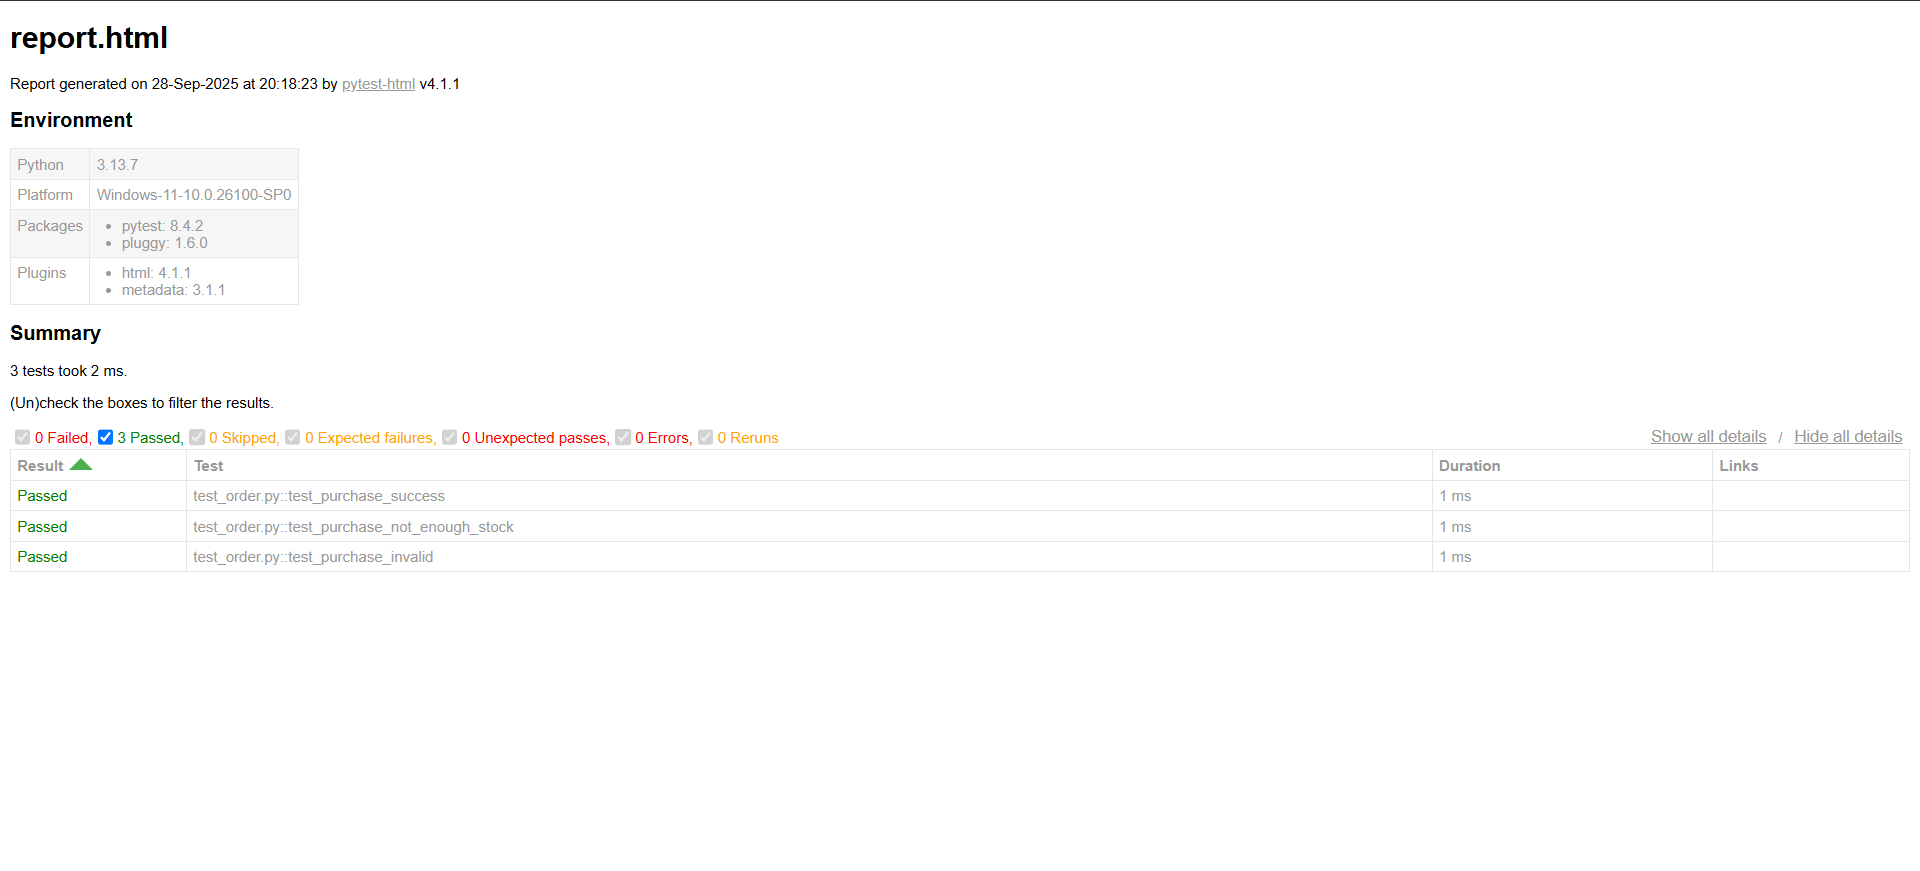 report.html
Report generated on 28-Sep-2025 at 20:18:23 by pytest-html v4.1.1
Environment
Python 3.13.7
Platform Windows-11-10.0.26100-SP0
Packages • pytest: 8.4.2
• pluggy: 1.6.0
Plugins • html: 4.1.1
• metadata: 3.1.1
Summary
3 tests took 2 ms.
(Un)check the boxes to filter the results.
0 Failed, 3 Passed, 0 Skipped, 0 Expected failures, 0 Unexpected passes, 0 Errors, 0 Reruns Show all details / Hide all details
Result Test Duration Links
Passed test_order.py::test_purchase_success 1 ms
Passed test_order.py::test_purchase_not_enough_stock 1 ms
Passed test_order.py::test_purchase_invalid 1 ms